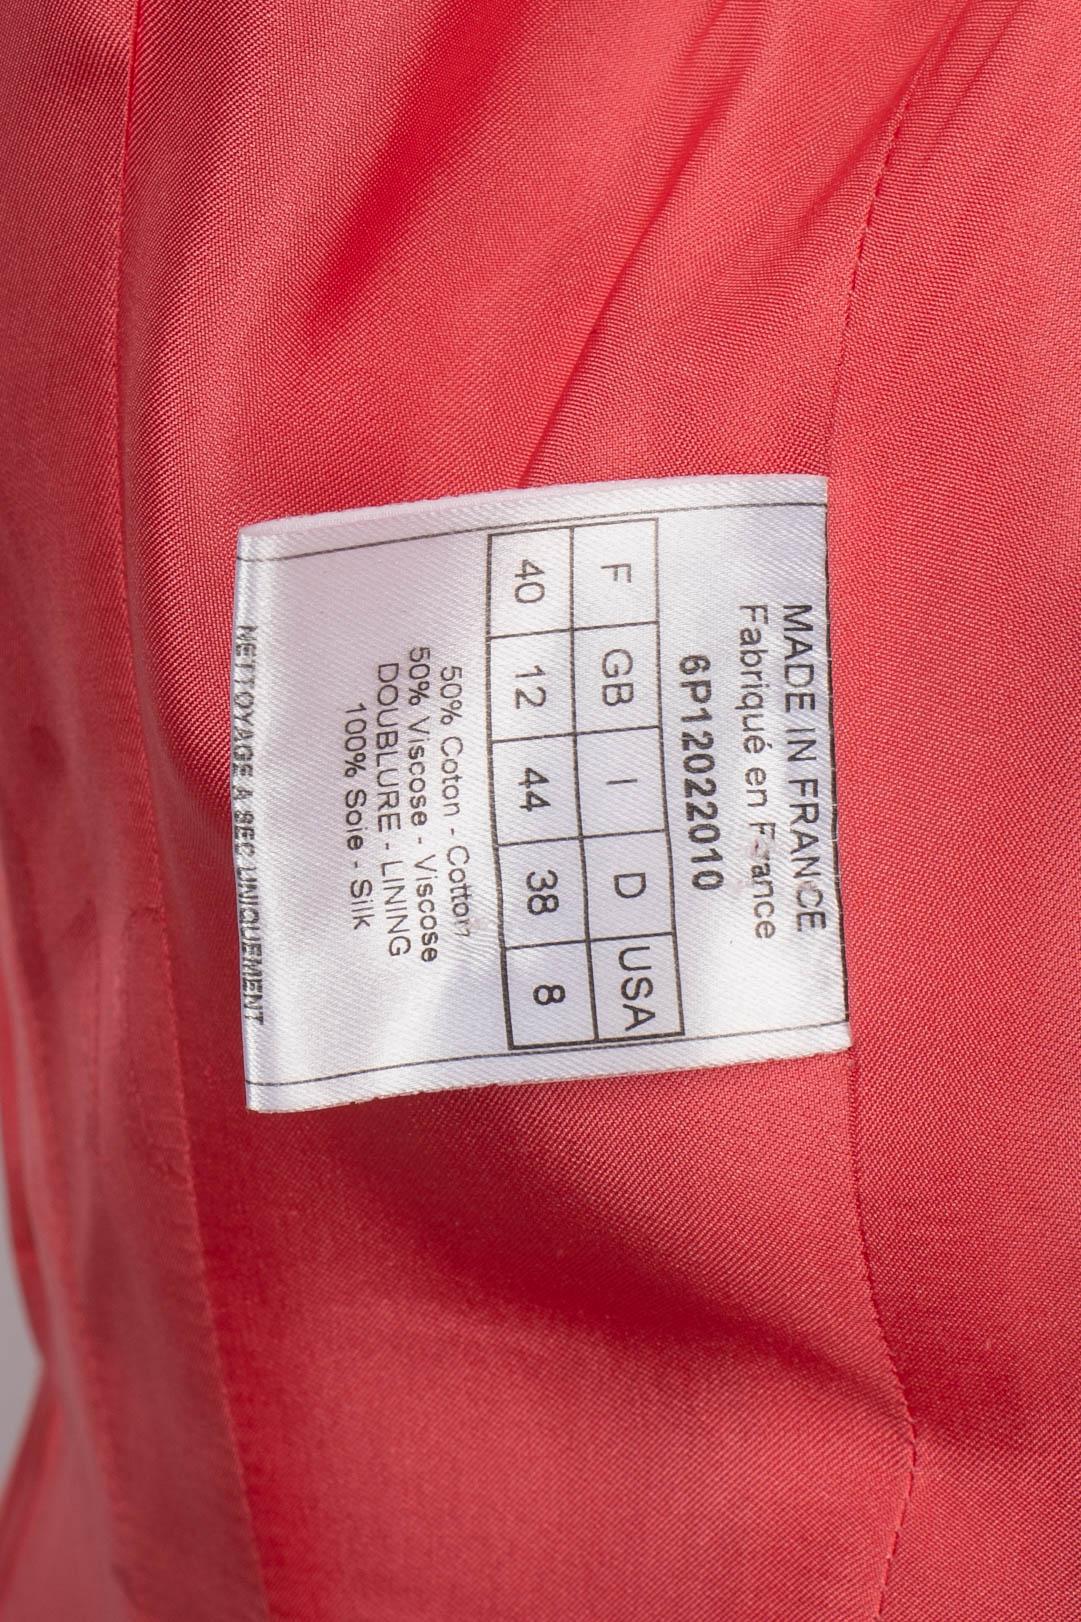 MADE IN FRANCE
Fabriqué en France
6P12022010
F GB I D USA
40 12 44 38 8
50% Coton - Cotton
50% Viscose - Viscose
DOUBLURE - LINING
100% Soie - Silk
NETTOYAGE A SEC UNIQUEMENT